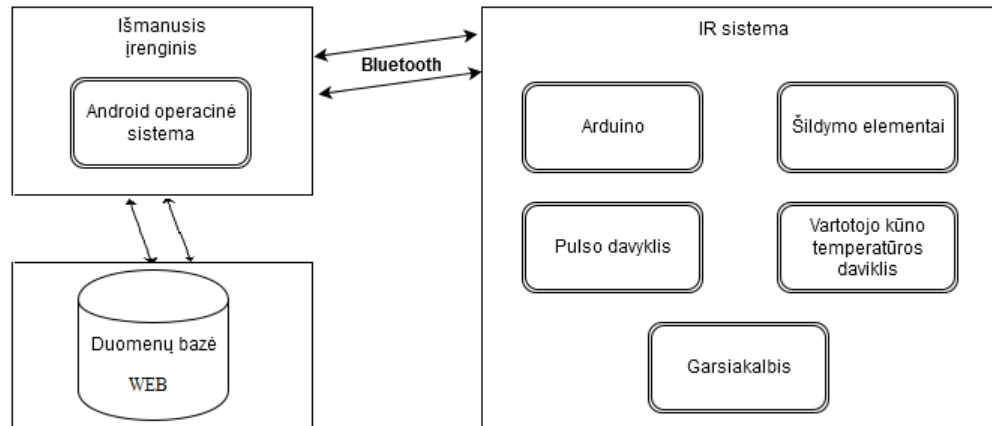 Išmanusis
įrenginis
Android operacinė
sistema
Bluetooth
IR sistema
Arduino
Šildymo elementai
Pulso davyklis
Vartotojo kūno
temperatūros
daviklis
Garsiakalbis
Duomenų bazė
WEB